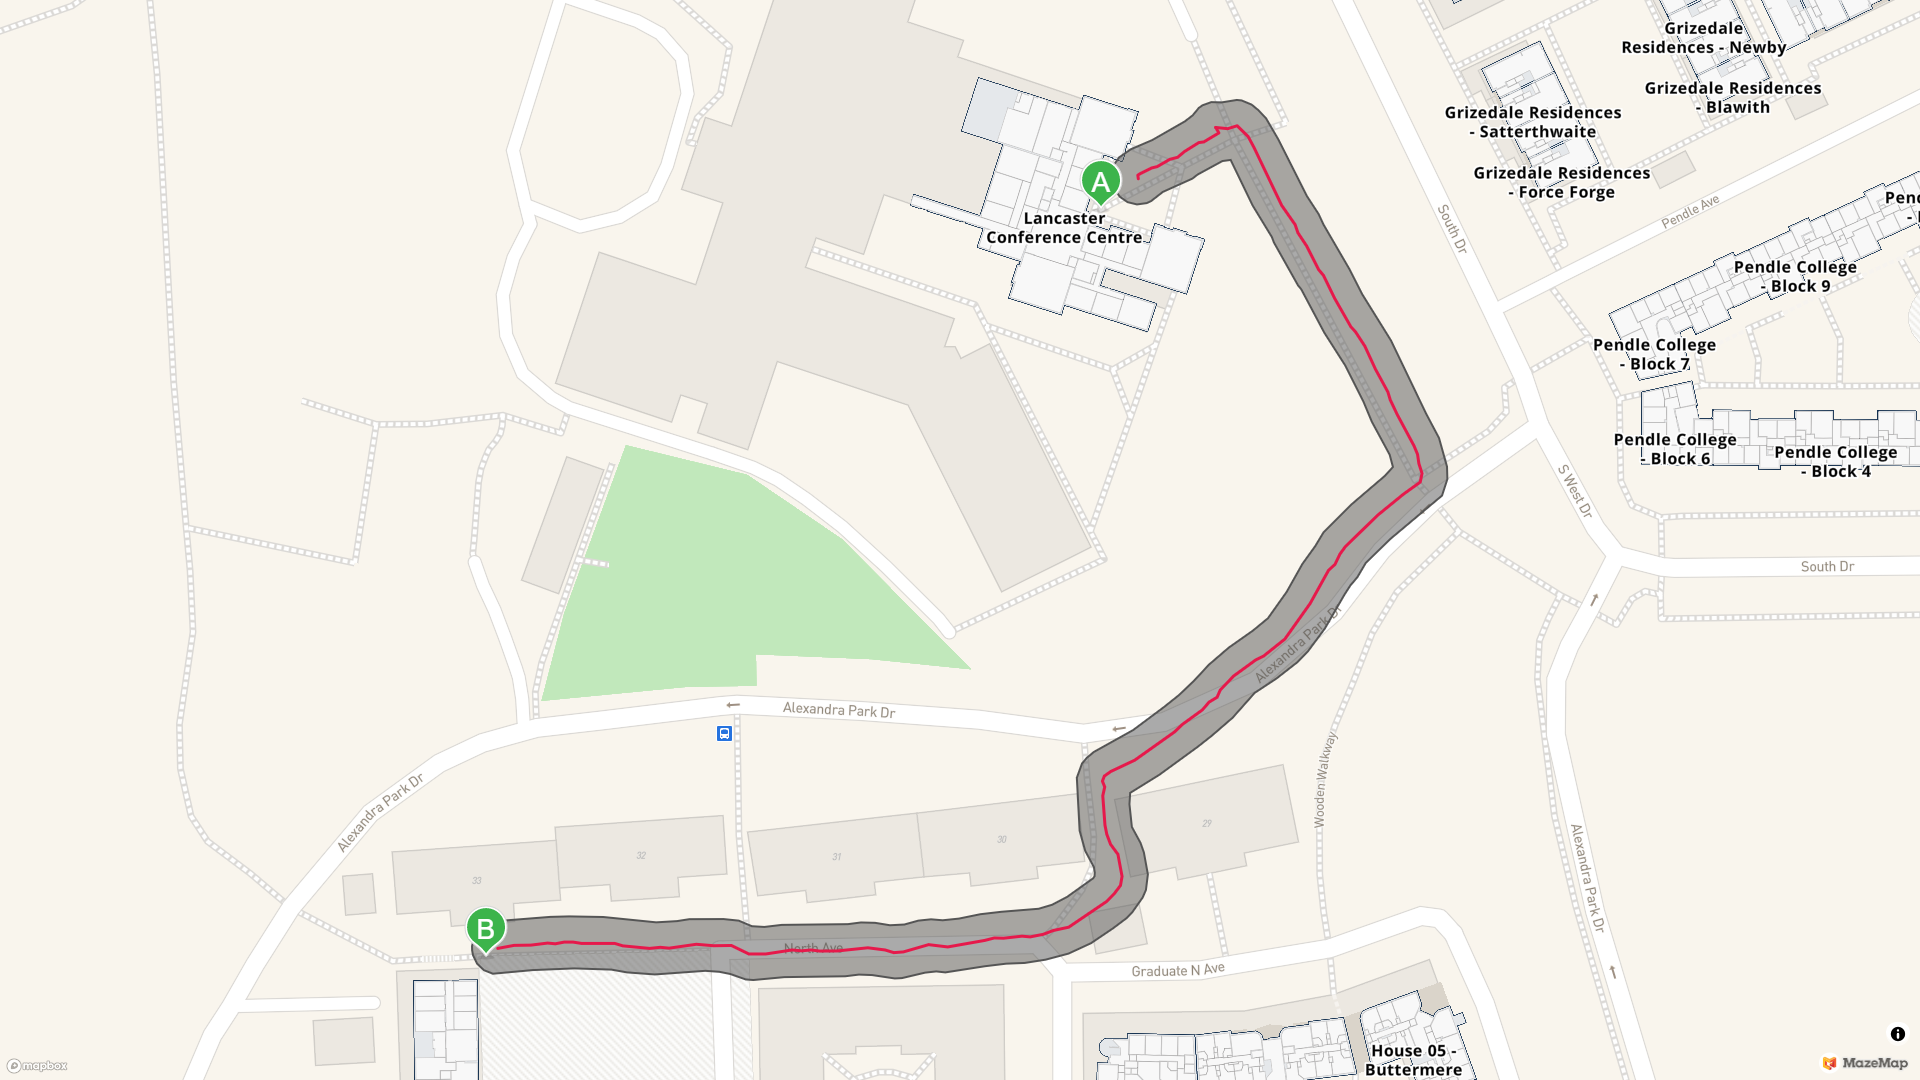 Grizedale
Residences - Newby
Grizedale Residences
- Blawith
Grizedale Residences
- Satterthwaite
Grizedale Residences
- Force Forge
A
Lancaster
Conference Centre
South Dr
Pendle Ave
Pendle College
- Block 9
Pendle College
- Block 7
Pendle College
- Block 6
Pendle College
- Block 4
S West Dr
South Dr
Alexandra Park Dr
Alexandra Park Dr
Alexandra Park Dr
Wooden Walkway
Alexandra Park Dr
29
30
31
32
33
B
North Ave
Graduate N Ave
House 05 -
Buttermere
mapbox
i
MazeMap